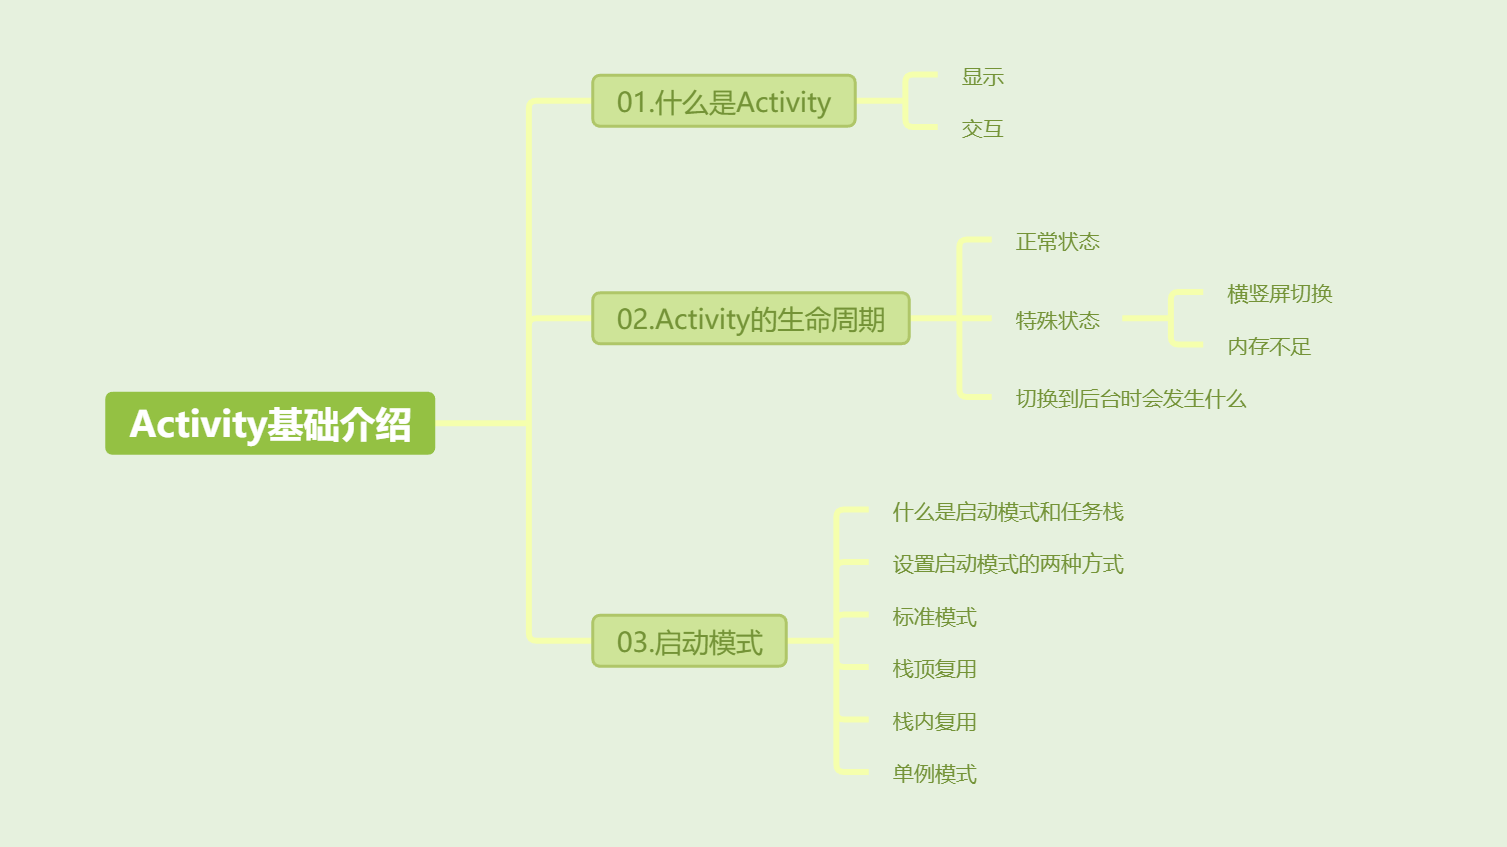 Activity基础介绍
01.什么是Activity
显示
交互
02.Activity的生命周期
正常状态
特殊状态
横竖屏切换
内存不足
切换到后台时会发生什么
03.启动模式
什么是启动模式和任务栈
设置启动模式的两种方式
标准模式
栈顶复用
栈内复用
单例模式